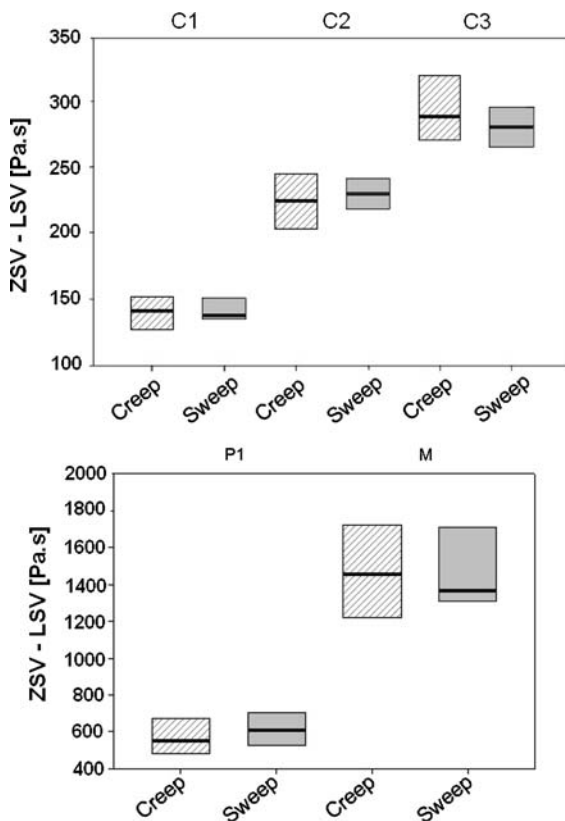 C1 C2 C3
350
300
250
200
150
100
ZSV - LSV [Pa.s]
Creep Sweep Creep Sweep Creep Sweep
P1 M
2000
1800
1600
1400
1200
1000
800
600
400
ZSV - LSV [Pa.s]
Creep Sweep Creep Sweep